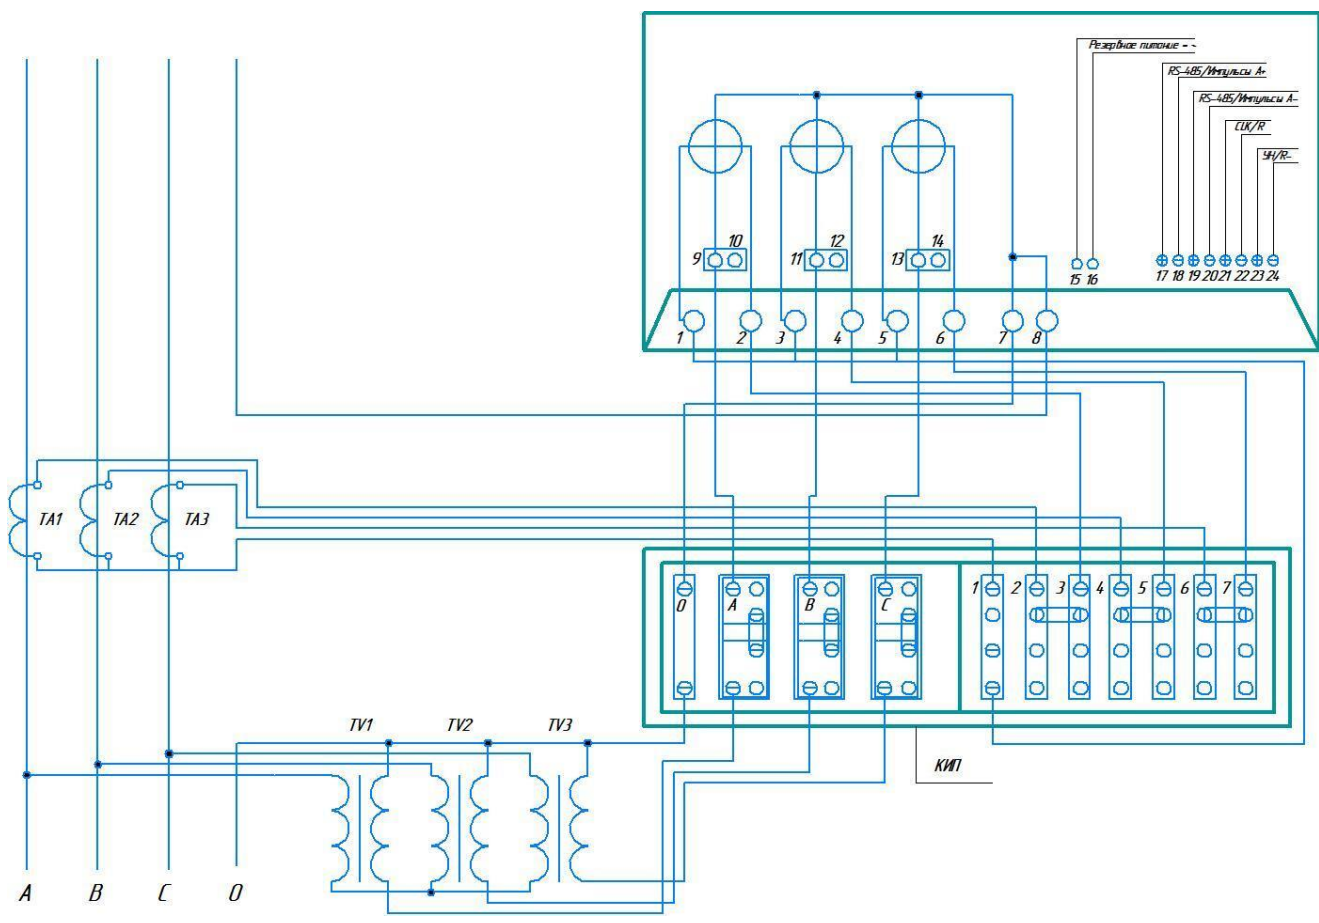 Резервное питание - -
RS-485/Импульсы А+
RS-485/Импульсы А-
CLK/R
УН/R-
10 12 14
9 11 13
15 16 17 18 19 20 21 22 23 24
1 2 3 4 5 6 7 8
ТА1 ТА2 ТА3
1 2 3 4 5 6 7
0 А В С
TV1 TV2 TV3
КИП
А В С 0